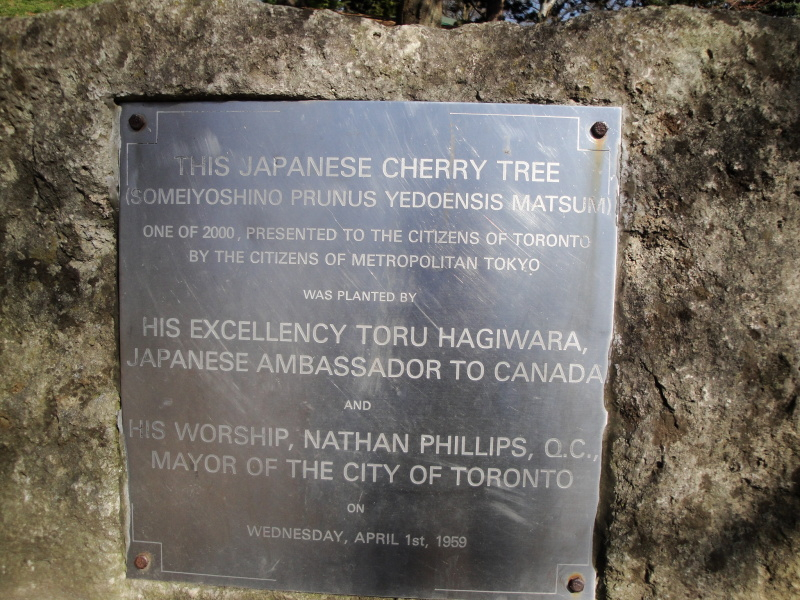 THIS JAPANESE CHERRY TREE
(SOMEIYOSHINO PRUNUS YEDOENSIS MATSUM)
ONE OF 2000, PRESENTED TO THE CITIZENS OF TORONTO
BY THE CITIZENS OF METROPOLITAN TOKYO
WAS PLANTED BY
HIS EXCELLENCY TORU HAGIWARA,
JAPANESE AMBASSADOR TO CANADA
AND
HIS WORSHIP, NATHAN PHILLIPS, Q.C.,
MAYOR OF THE CITY OF TORONTO
ON
WEDNESDAY, APRIL 1st, 1959